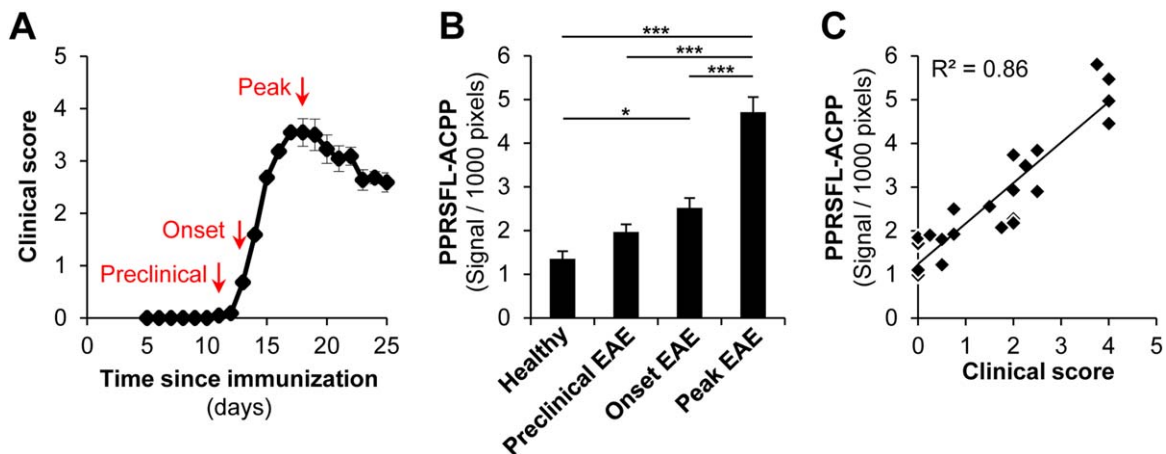 A
Clinical score
5
4
3
2
1
0
Peak
Onset
Preclinical
0 5 10 15 20 25
Time since immunization
(days)
B
PPRSFL-ACPP
(Signal / 1000 pixels)
6
5
4
3
2
1
0
***
***
***
*
Healthy
Preclinical EAE
Onset EAE
Peak EAE
C
PPRSFL-ACPP
(Signal / 1000 pixels)
6
5
4
3
2
1
0
R² = 0.86
0 1 2 3 4 5
Clinical score